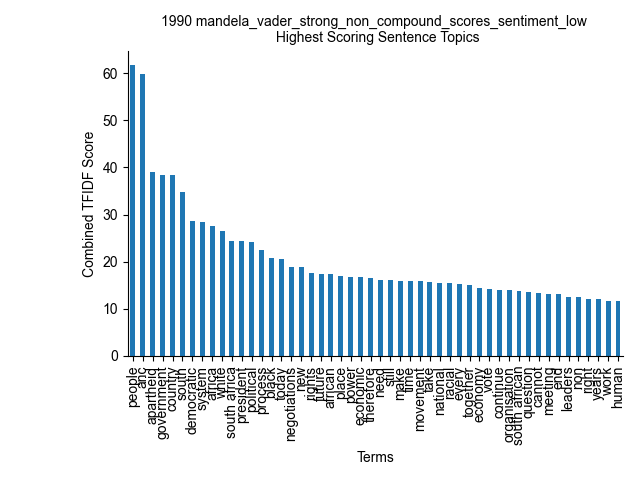 1990 mandela_vader_strong_non_compound_scores_sentiment_low
Highest Scoring Sentence Topics
Combined TFIDF Score
60
50
40
30
20
10
0
people
anc
apartheid
government
country
south
democratic
system
africa
white
south africa
president
political
process
black
today
negotiations
new
rights
future
african
place
power
economic
therefore
need
still
make
time
movement
take
national
racial
every
together
economy
vote
continue
organisation
south african
question
cannot
meeting
end
leaders
non
right
years
work
human
Terms